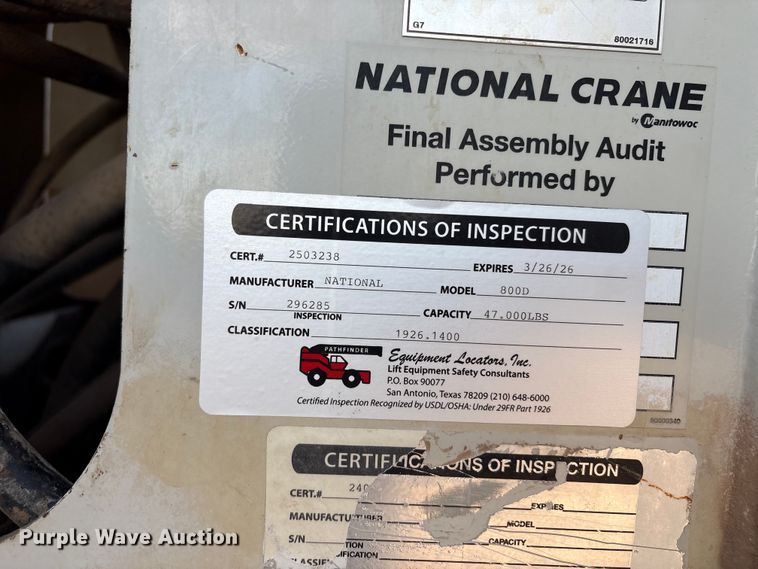 G7 80021716
NATIONAL CRANE
by Manitowoc
Final Assembly Audit
Performed by
CERTIFICATIONS OF INSPECTION
CERT.# 2503238 EXPIRES 3/26/26
MANUFACTURER NATIONAL MODEL 800D
S/N 296285 CAPACITY 47.000LBS
INSPECTION
CLASSIFICATION 1926.1400
PATHFINDER Equipment Locators, Inc.
Lift Equipment Safety Consultants
P.O. Box 90077
San Antonio, Texas 78209 (210) 648-6000
Certified Inspection Recognized by USDL/OSHA: Under 29FR Part 1926
CERTIFICATIONS OF INSPECTION
CERT.# 240
EXPIRES
MANUFACTURER MODEL
S/N CAPACITY
Purple Wave Auction